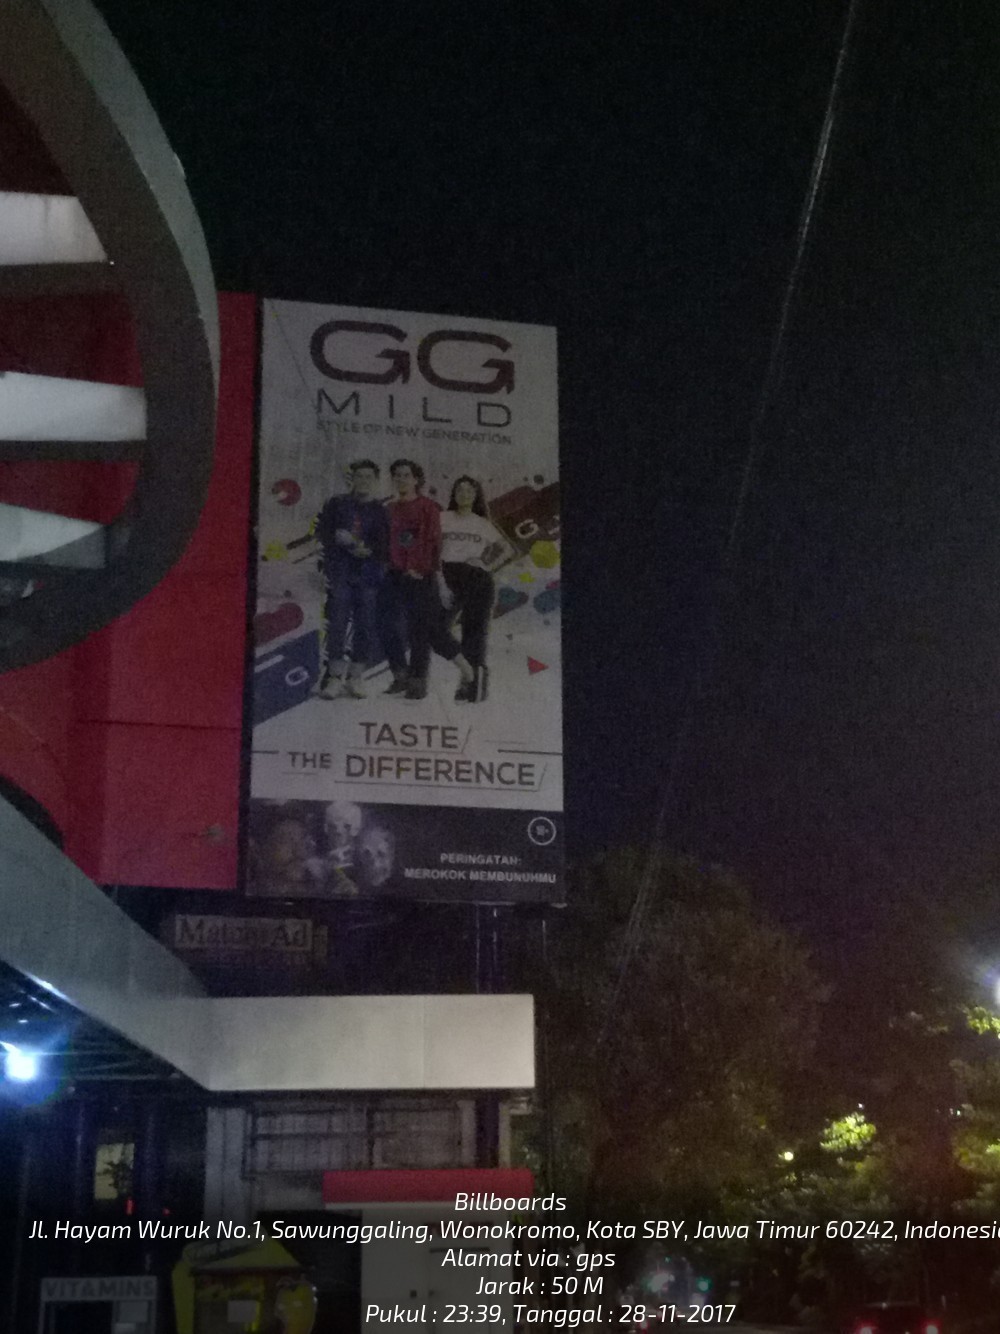 GG
MILD
STYLE OF NEW GENERATION
TASTE/
THE DIFFERENCE/
18+
PERINGATAN:
MEROKOK MEMBUNUHMU
Ad
VITAMINS
Billboards
Jl. Hayam Wuruk No.1, Sawunggaling, Wonokromo, Kota SBY, Jawa Timur 60242, Indonesia
Alamat via : gps
Jarak : 50 M
Pukul : 23:39, Tanggal : 28-11-2017